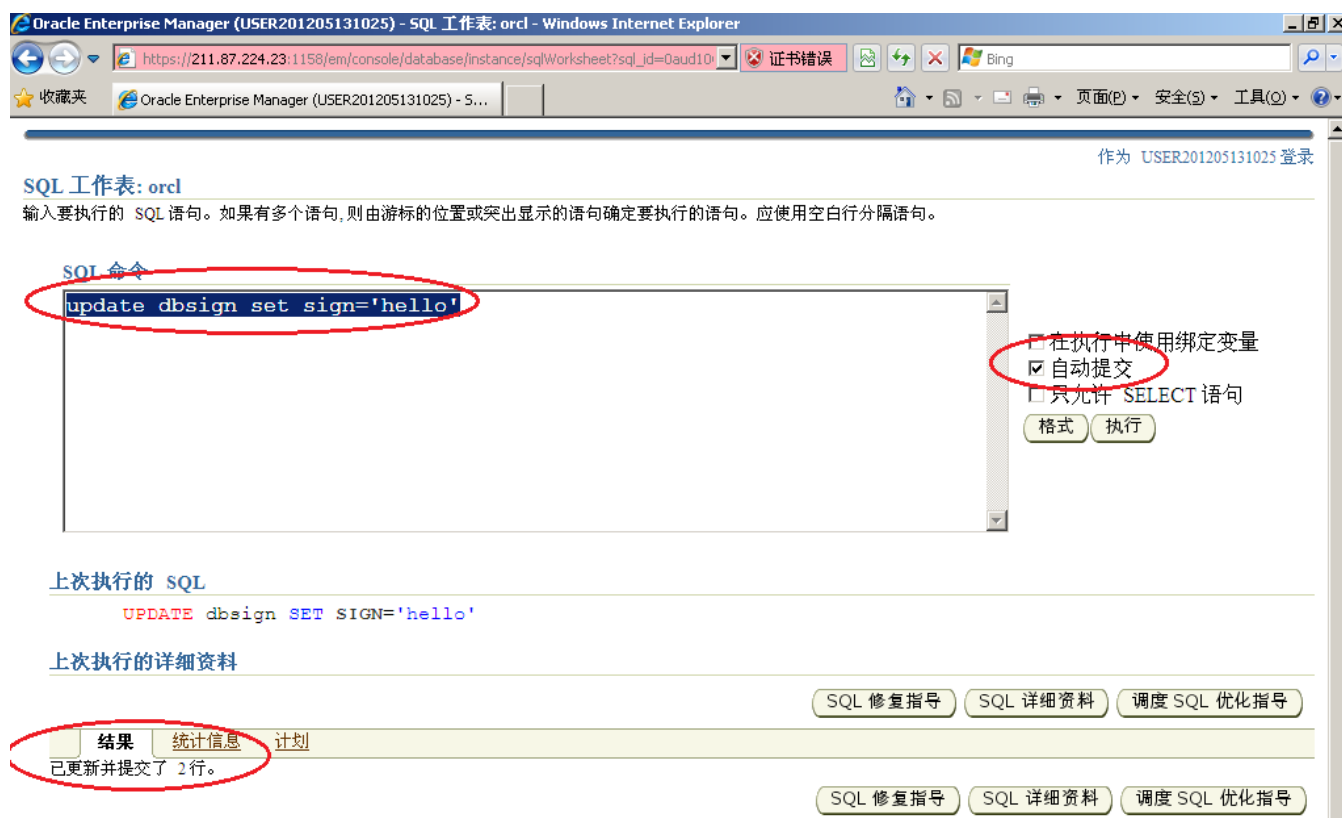 Oracle Enterprise Manager (USER201205131025) - SQL 工作表: orcl - Windows Internet Explorer
https://211.87.224.23:1158/em/console/database/instance/sqlWorksheet?sql_id=0aud10 证书错误 Bing
收藏夹 Oracle Enterprise Manager (USER201205131025) - S... 页面(P) 安全(S) 工具(O)
作为 USER201205131025 登录
SQL 工作表: orcl
输入要执行的 SQL 语句。如果有多个语句,则由游标的位置或突出显示的语句确定要执行的语句。应使用空白行分隔语句。
SQL 命令
update dbsign set sign='hello'
在执行中使用绑定变量
自动提交
只允许 SELECT 语句
格式 执行
上次执行的 SQL
UPDATE dbsign SET SIGN='hello'
上次执行的详细资料
SQL 修复指导 SQL 详细资料 调度 SQL 优化指导
结果 统计信息 计划
已更新并提交了 2行。
SQL 修复指导 SQL 详细资料 调度 SQL 优化指导